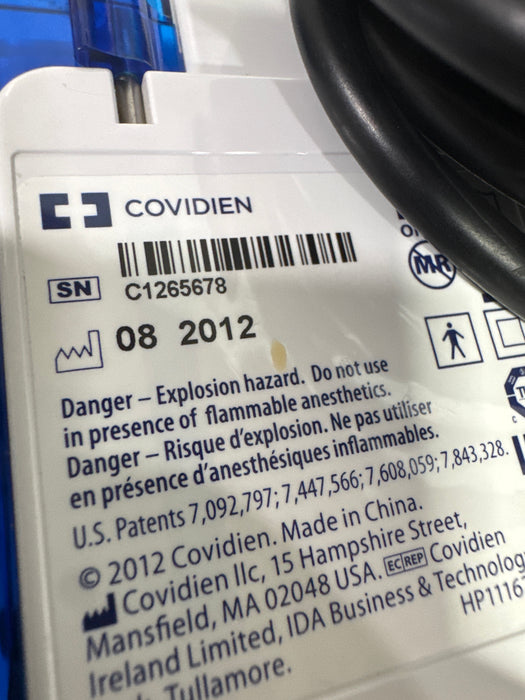 COVIDIEN
SN C1265678
08 2012
MR
Danger – Explosion hazard. Do not use
in presence of flammable anesthetics.
Danger – Risque d'explosion. Ne pas utiliser
en présence d'anesthésiques inflammables.
U.S. Patents 7,092,797; 7,447,566; 7,608,059; 7,843,328.
© 2012 Covidien. Made in China.
Covidien llc, 15 Hampshire Street,
Mansfield, MA 02048 USA. EC REP Covidien
Ireland Limited, IDA Business & Technolog
Tullamore.
HP1116